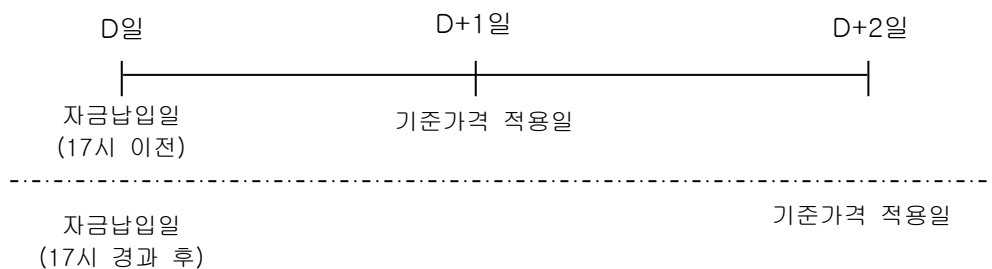 D일
D+1일
D+2일
자금납입일
(17시 이전)
기준가격 적용일
자금납입일
(17시 경과 후)
기준가격 적용일